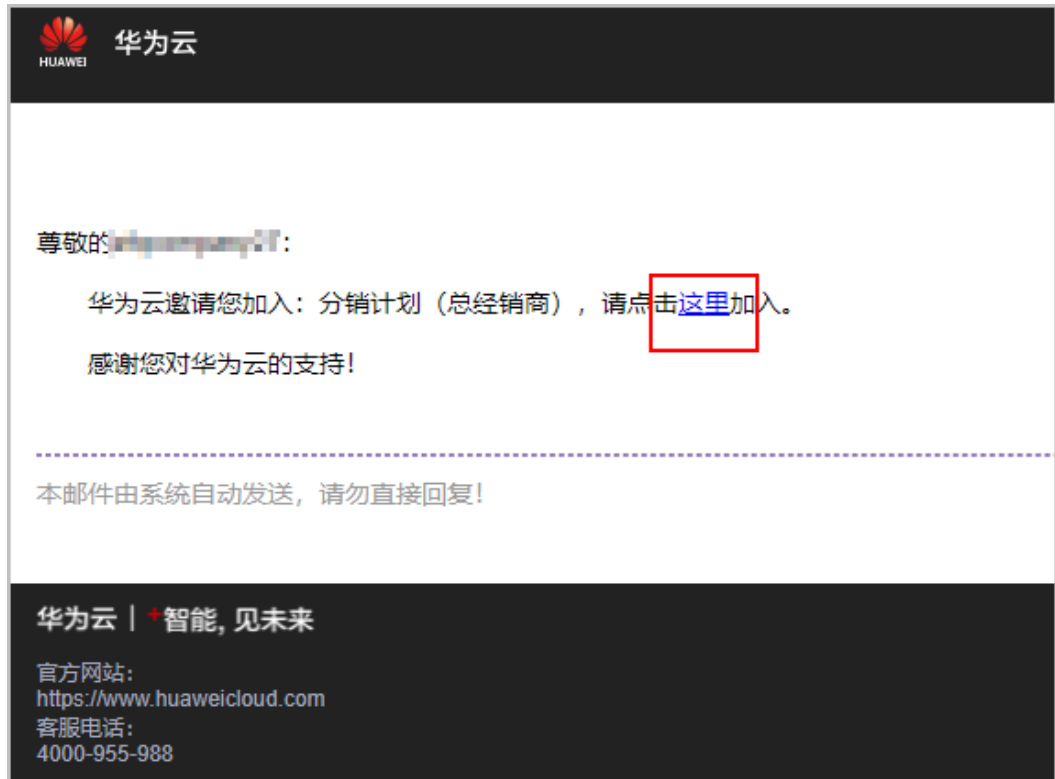 HUAWEI
华为云
尊敬的:
华为云邀请您加入：分销计划（总经销商），请点击这里加入。
感谢您对华为云的支持！
本邮件由系统自动发送，请勿直接回复！
华为云｜+智能, 见未来
官方网站：
https://www.huaweicloud.com
客服电话：
4000-955-988